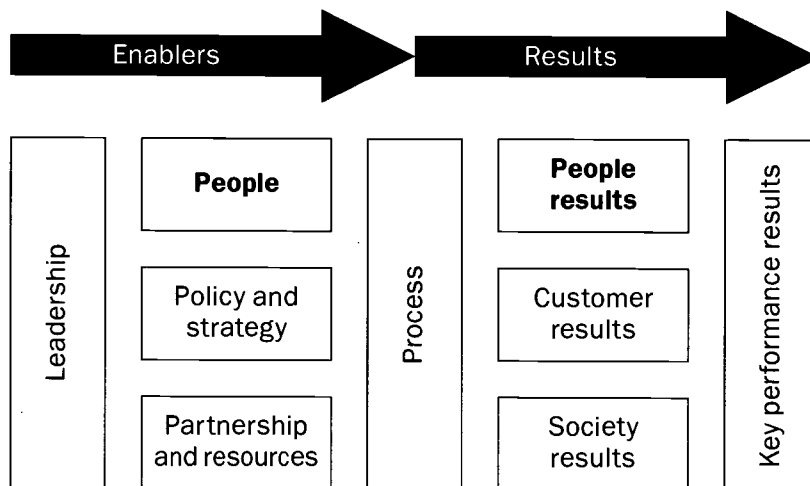 Enablers
Results
Leadership
People
Policy and
strategy
Partnership
and resources
Process
People
results
Customer
results
Society
results
Key performance results